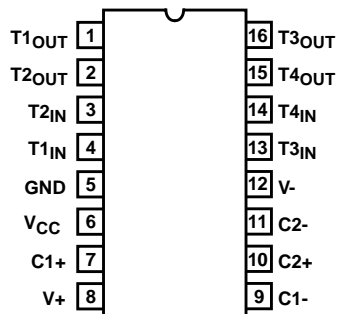 T1OUT 1 16 T3OUT
T2OUT 2 15 T4OUT
T2IN 3 14 T4IN
T1IN 4 13 T3IN
GND 5 12 V-
VCC 6 11 C2-
C1+ 7 10 C2+
V+ 8 9 C1-